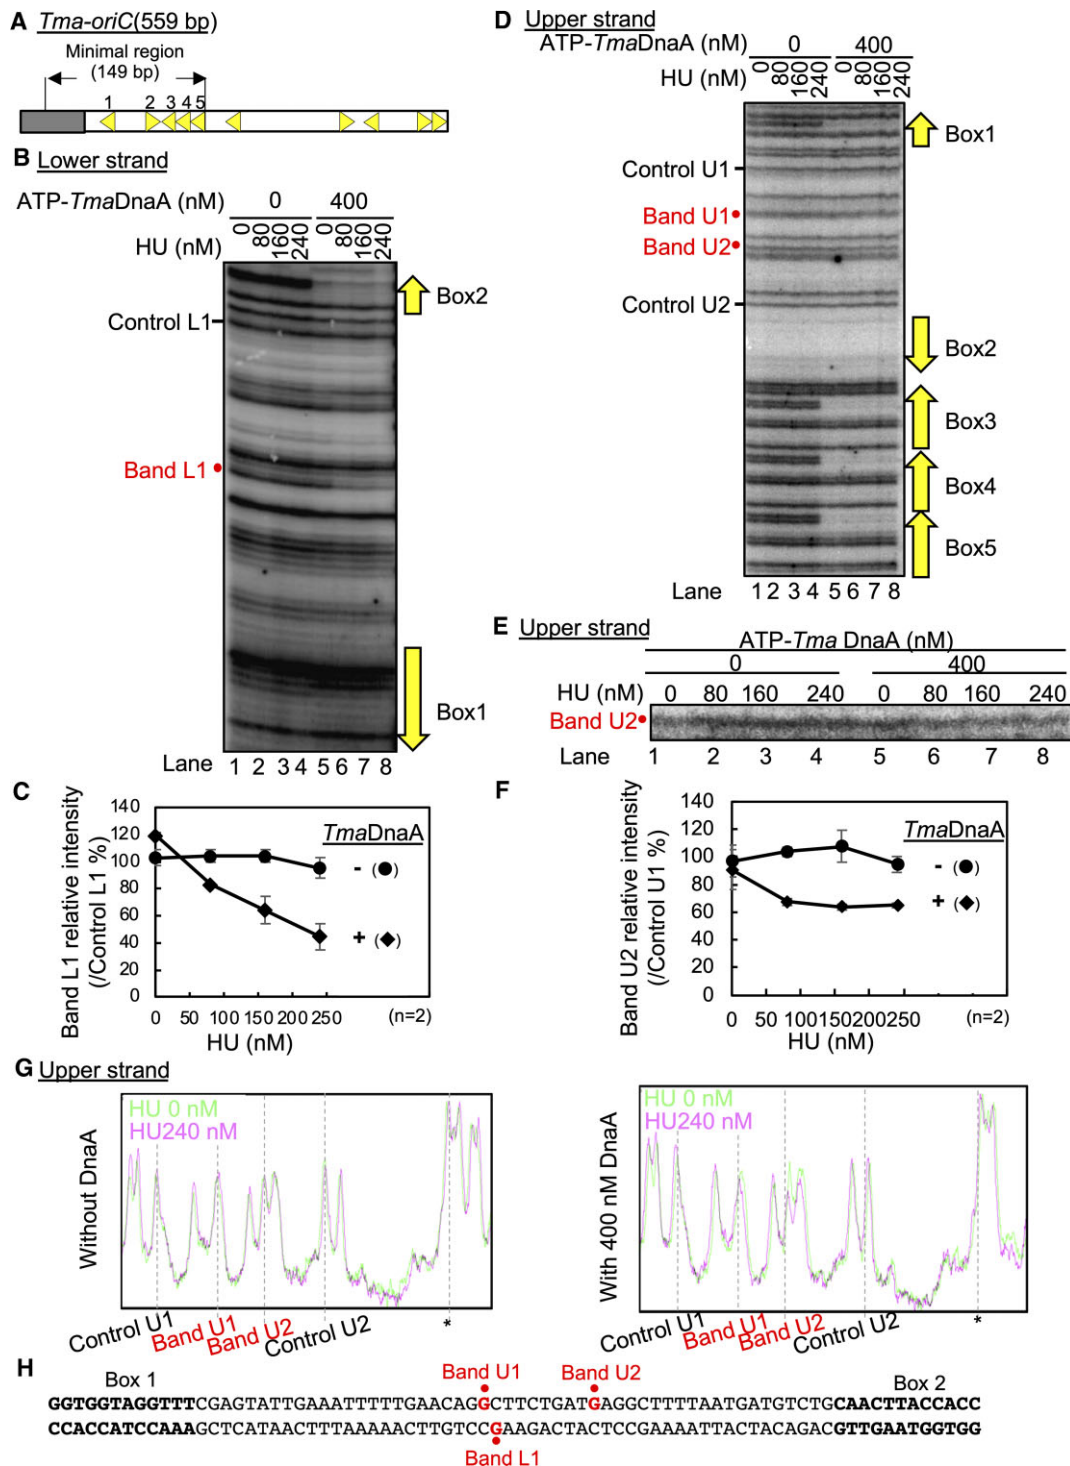 A Tma-oriC(559 bp)
Minimal region
(149 bp)
1 2 3 4 5
B Lower strand
ATP-TmaDnaA (nM)
0 400
HU (nM)
0 80 160 240 0 80 160 240
Box2
Control L1
Band L1
Box1
Lane 1 2 3 4 5 6 7 8
C
Band L1 relative intensity
(/Control L1 %)
140
120
100
80
60
40
20
0
0 50 100 150 200 250
HU (nM)
TmaDnaA
- (●)
+ (◆)
(n=2)
D Upper strand
ATP-TmaDnaA (nM)
0 400
HU (nM)
0 80 160 240 0 80 160 240
Box1
Control U1
Band U1
Band U2
Control U2
Box2
Box3
Box4
Box5
Lane 1 2 3 4 5 6 7 8
E Upper strand
ATP-Tma DnaA (nM)
0 400
HU (nM) 0 80 160 240 0 80 160 240
Band U2
Lane 1 2 3 4 5 6 7 8
F
Band U2 relative intensity
(/Control U1 %)
140
120
100
80
60
40
20
0
0 50 100 150 200 250
HU (nM)
TmaDnaA
- (●)
+ (◆)
(n=2)
G Upper strand
Without DnaA
HU 0 nM
HU240 nM
Control U1 Band U1 Band U2 Control U2 *
With 400 nM DnaA
HU 0 nM
HU240 nM
Control U1 Band U1 Band U2 Control U2 *
H
Box 1 Band U1 Band U2 Box 2
GGTGGTAGGTTTCGAGTATTGAAATTTTTGAACAGGCTTCTGATGAGGCTTTTAATGATGTCTGCAACTTACCACC
CCACCATCCAAAGCTCATAACTTTAAAAACTTGTCCGAAGACTACTCCGAAAATTACTACAGACGTTGAATGGTGG
Band L1